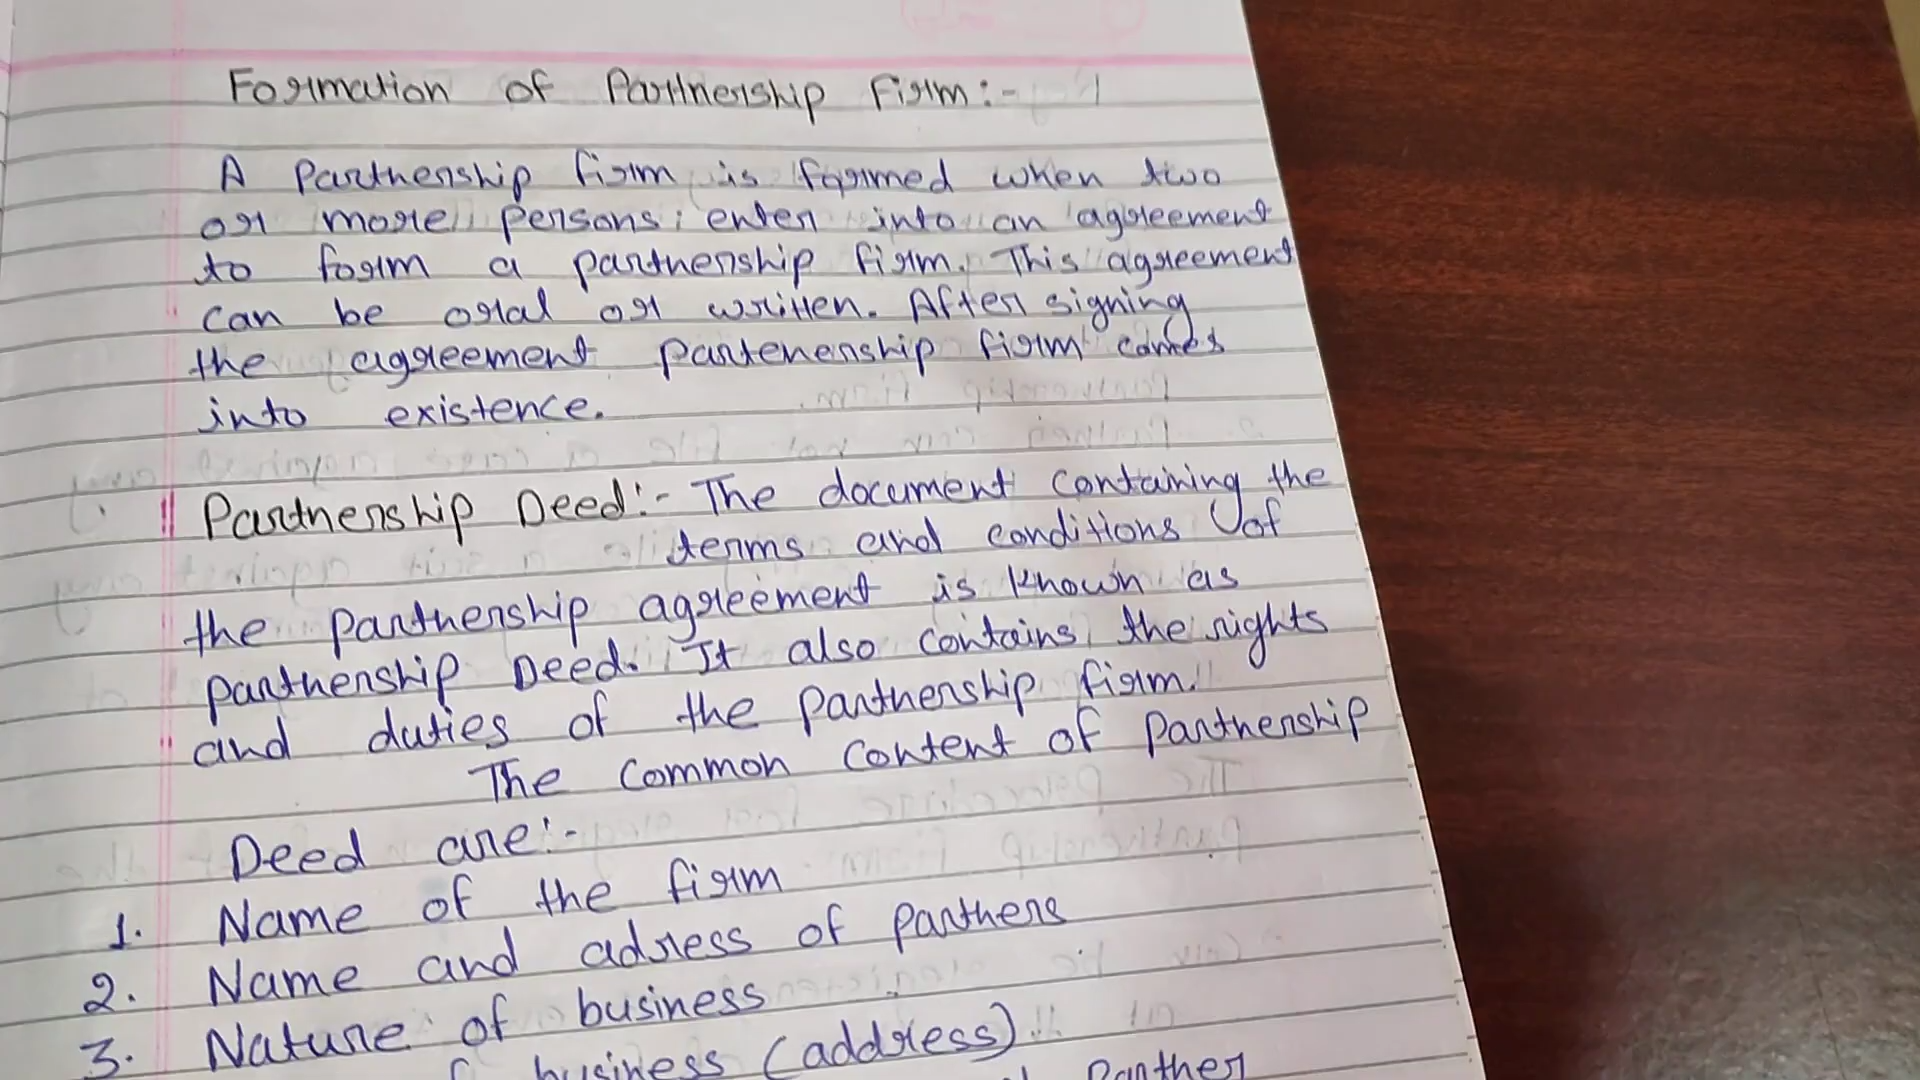 Formation of Partnership Firm:-
A Partnership firm is formed when two
or more persons enter into an agreement
to form a partnership firm. This agreement
can be oral or written. After signing
the agreement partenership firm comes
into existence.
Partnership Deed:- The document containing the
terms and conditions of
the partnership agreement is known as
partnership Deed. It also contains the rights
and duties of the partnership firm.
The common content of partnership
Deed are:-
1. Name of the firm
2. Name and adress of partners
3. Nature of business
business (address)
Partner